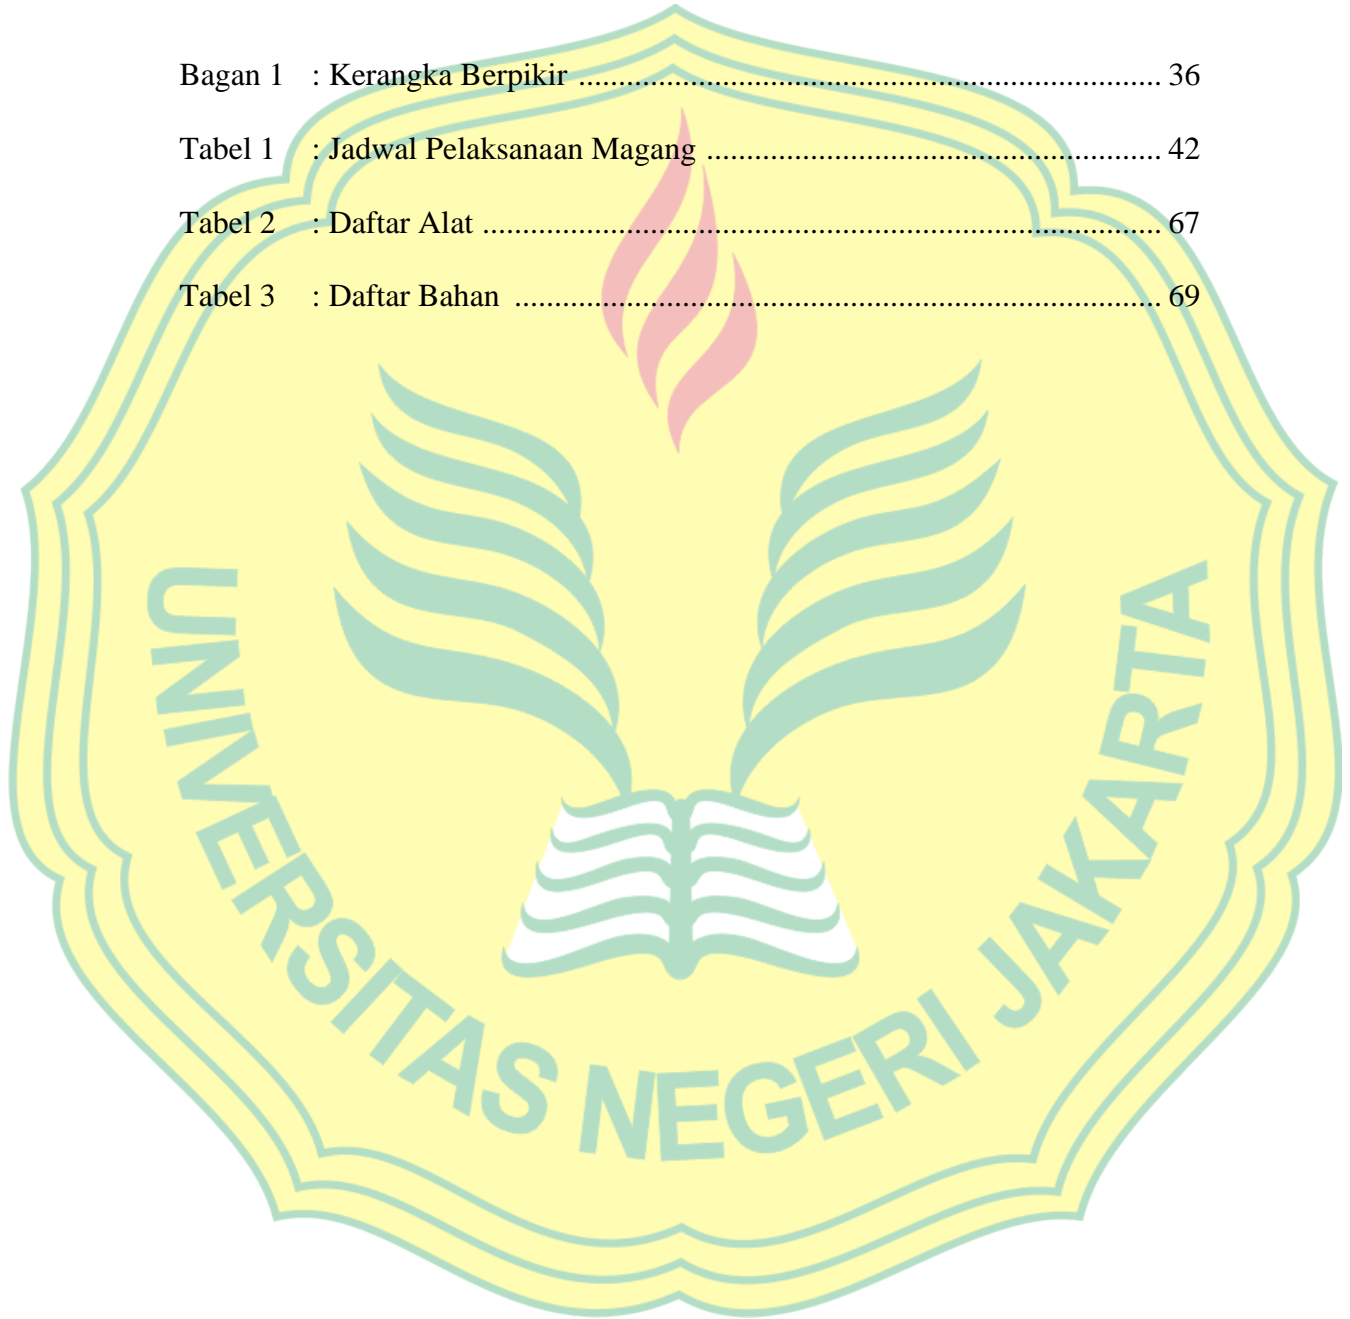 Bagan 1 : Kerangka Berpikir ........................................................................ 36
Tabel 1 : Jadwal Pelaksanaan Magang ........................................................ 42
Tabel 2 : Daftar Alat .................................................................................... 67
Tabel 3 : Daftar Bahan ................................................................................ 69
UNIVERSITAS NEGERI JAKARTA